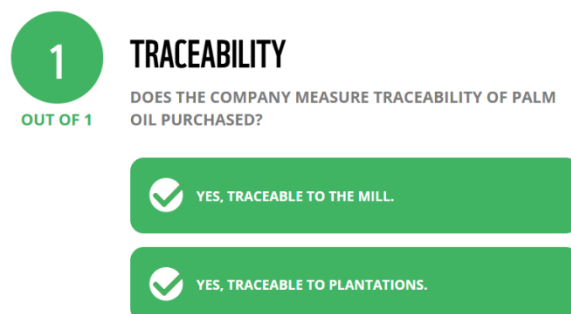 1
OUT OF 1
TRACEABILITY
DOES THE COMPANY MEASURE TRACEABILITY OF PALM
OIL PURCHASED?
YES, TRACEABLE TO THE MILL.
YES, TRACEABLE TO PLANTATIONS.